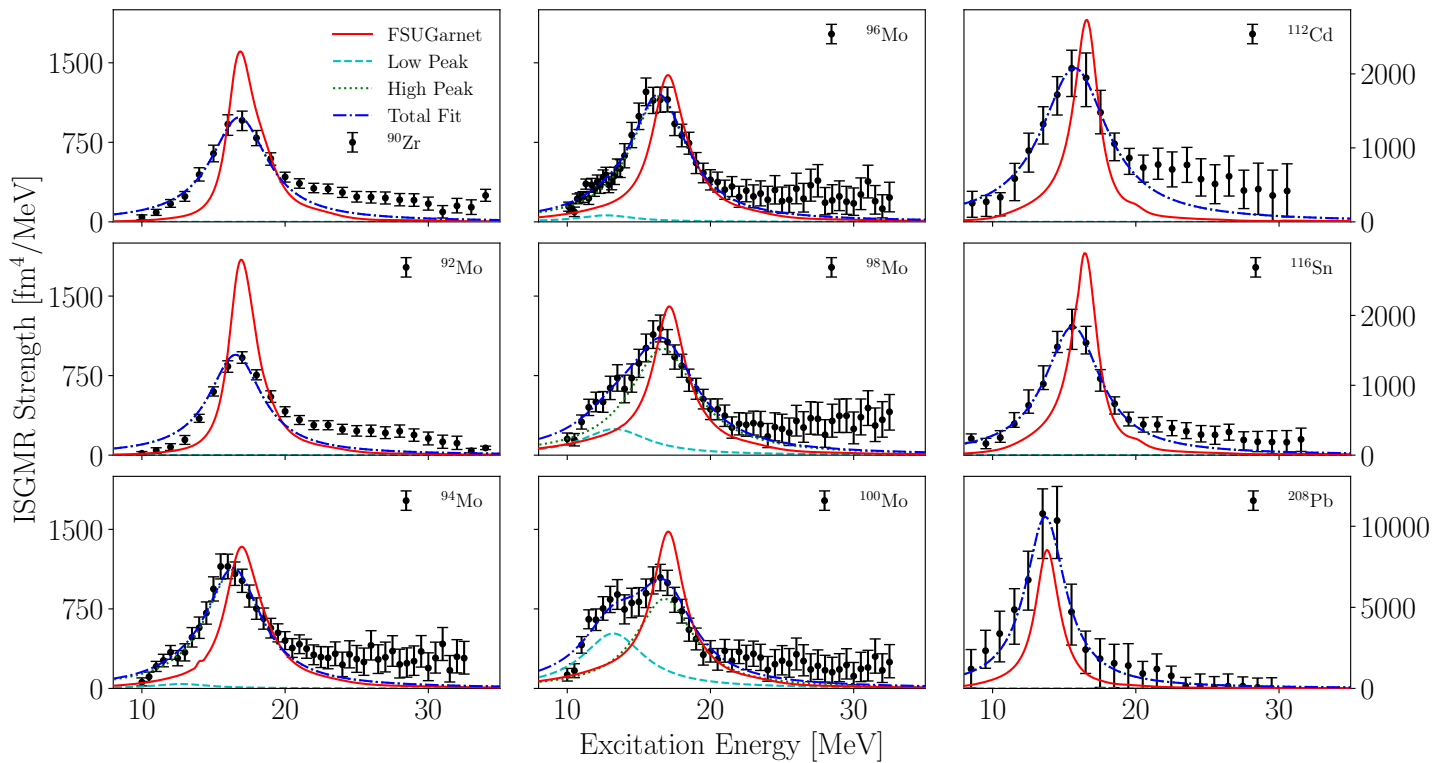 ISGMR Strength [fm⁴/MeV]
1500
750
0
FSUGarnet
Low Peak
High Peak
Total Fit
⁹⁰Zr
⁹⁶Mo
¹¹²Cd
2000
1000
0
1500
750
0
⁹²Mo
⁹⁸Mo
¹¹⁶Sn
2000
1000
0
1500
750
0
⁹⁴Mo
¹⁰⁰Mo
²⁰⁸Pb
10000
5000
0
10 20 30
10 20 30
10 20 30
Excitation Energy [MeV]